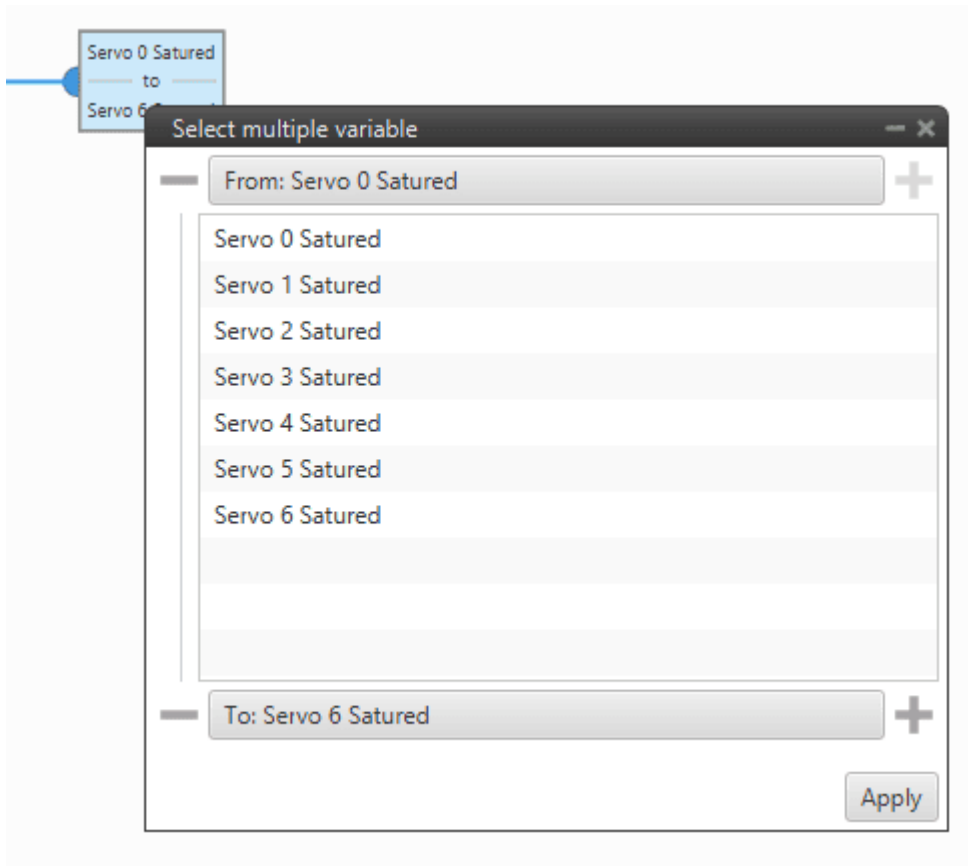 Servo 0 Satured
to
Servo 6
Select multiple variable
From: Servo 0 Satured
Servo 0 Satured
Servo 1 Satured
Servo 2 Satured
Servo 3 Satured
Servo 4 Satured
Servo 5 Satured
Servo 6 Satured
To: Servo 6 Satured
Apply